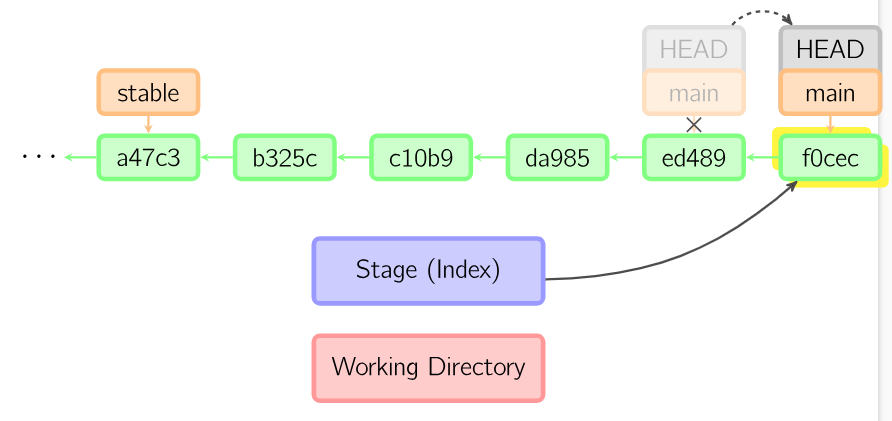 HEAD HEAD
stable main main
··· a47c3 b325c c10b9 da985 ed489 f0cec
Stage (Index)
Working Directory